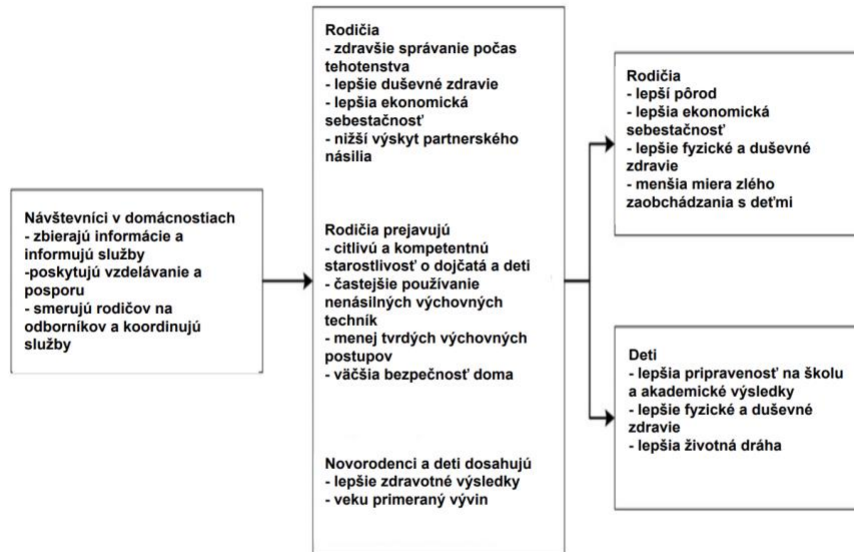 Návštevníci v domácnostiach
- zbierajú informácie a
informujú služby
-poskytujú vzdelávanie a
posporu
- smerujú rodičov na
odborníkov a koordinujú
služby
Rodičia
- zdravšie správanie počas
tehotenstva
- lepšie duševné zdravie
- lepšia ekonomická
sebestačnosť
- nižší výskyt partnerského
násilia
Rodičia prejavujú
- citlivú a kompetentnú
starostlivosť o dojčatá a deti
- častejšie používanie
nenásilných výchovných
techník
- menej tvrdých výchovných
postupov
- väčšia bezpečnosť doma
Novorodenci a deti dosahujú
- lepšie zdravotné výsledky
- veku primeraný vývin
Rodičia
- lepší pôrod
- lepšia ekonomická
sebestačnosť
- lepšie fyzické a duševné
zdravie
- menšia miera zlého
zaobchádzania s deťmi
Deti
- lepšia pripravenosť na školu
a akademické výsledky
- lepšie fyzické a duševné
zdravie
- lepšia životná dráha